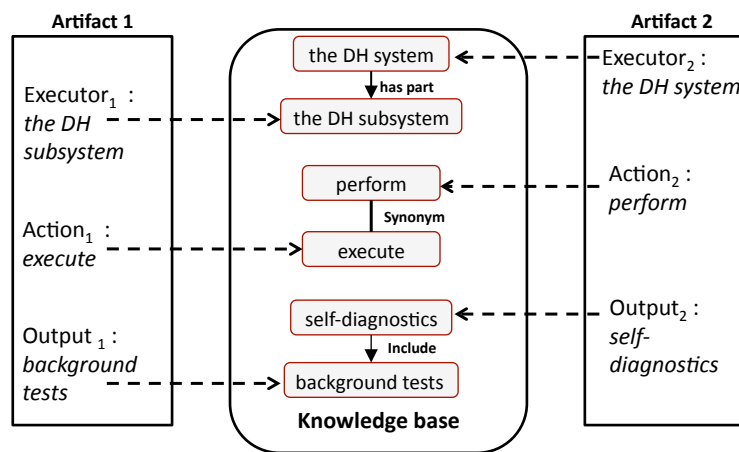 Artifact 1
Executor₁ :
the DH
subsystem
Action₁ :
execute
Output ₁ :
background
tests
the DH system
has part
the DH subsystem
perform
Synonym
execute
self-diagnostics
Include
background tests
Knowledge base
Artifact 2
Executor₂ :
the DH system
Action₂ :
perform
Output₂ :
self-
diagnostics